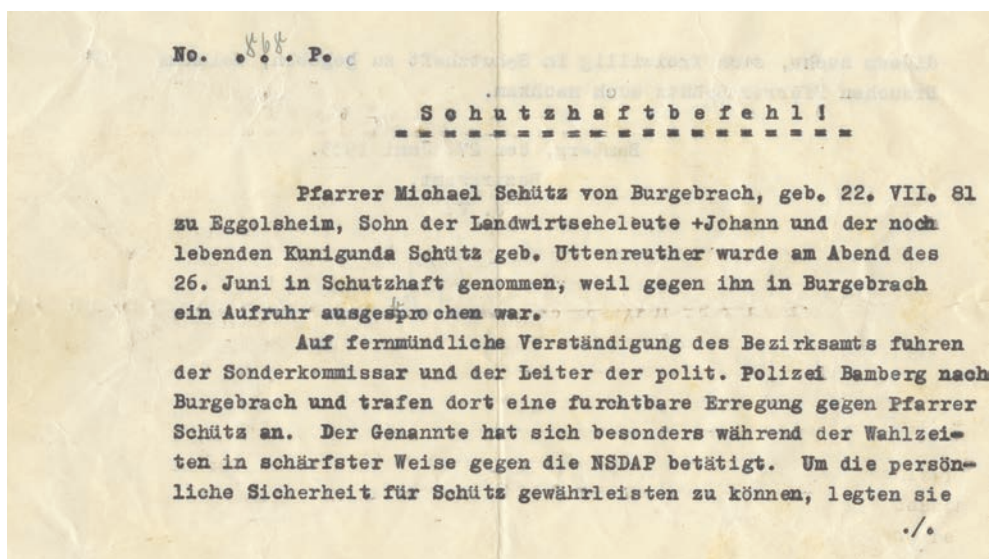 No. .868. P.
Schutzhaftbefehl!
================
Pfarrer Michael Schütz von Burgebrach, geb. 22. VII. 81
zu Eggolsheim, Sohn der Landwirtseheleute +Johann und der noch
lebenden Kunigunda Schütz geb. Uttenreuther wurde am Abend des
26. Juni in Schutzhaft genommen, weil gegen ihn in Burgebrach
ein Aufruhr ausgesprochen war.
Auf fernmündliche Verständigung des Bezirksamts fuhren
der Sonderkommissar und der Leiter der polit. Polizei Bamberg nach
Burgebrach und trafen dort eine furchtbare Erregung gegen Pfarrer
Schütz an. Der Genannte hat sich besonders während der Wahlzei=
ten in schärfster Weise gegen die NSDAP betätigt. Um die persön=
liche Sicherheit für Schütz gewährleisten zu können, legten sie
./.